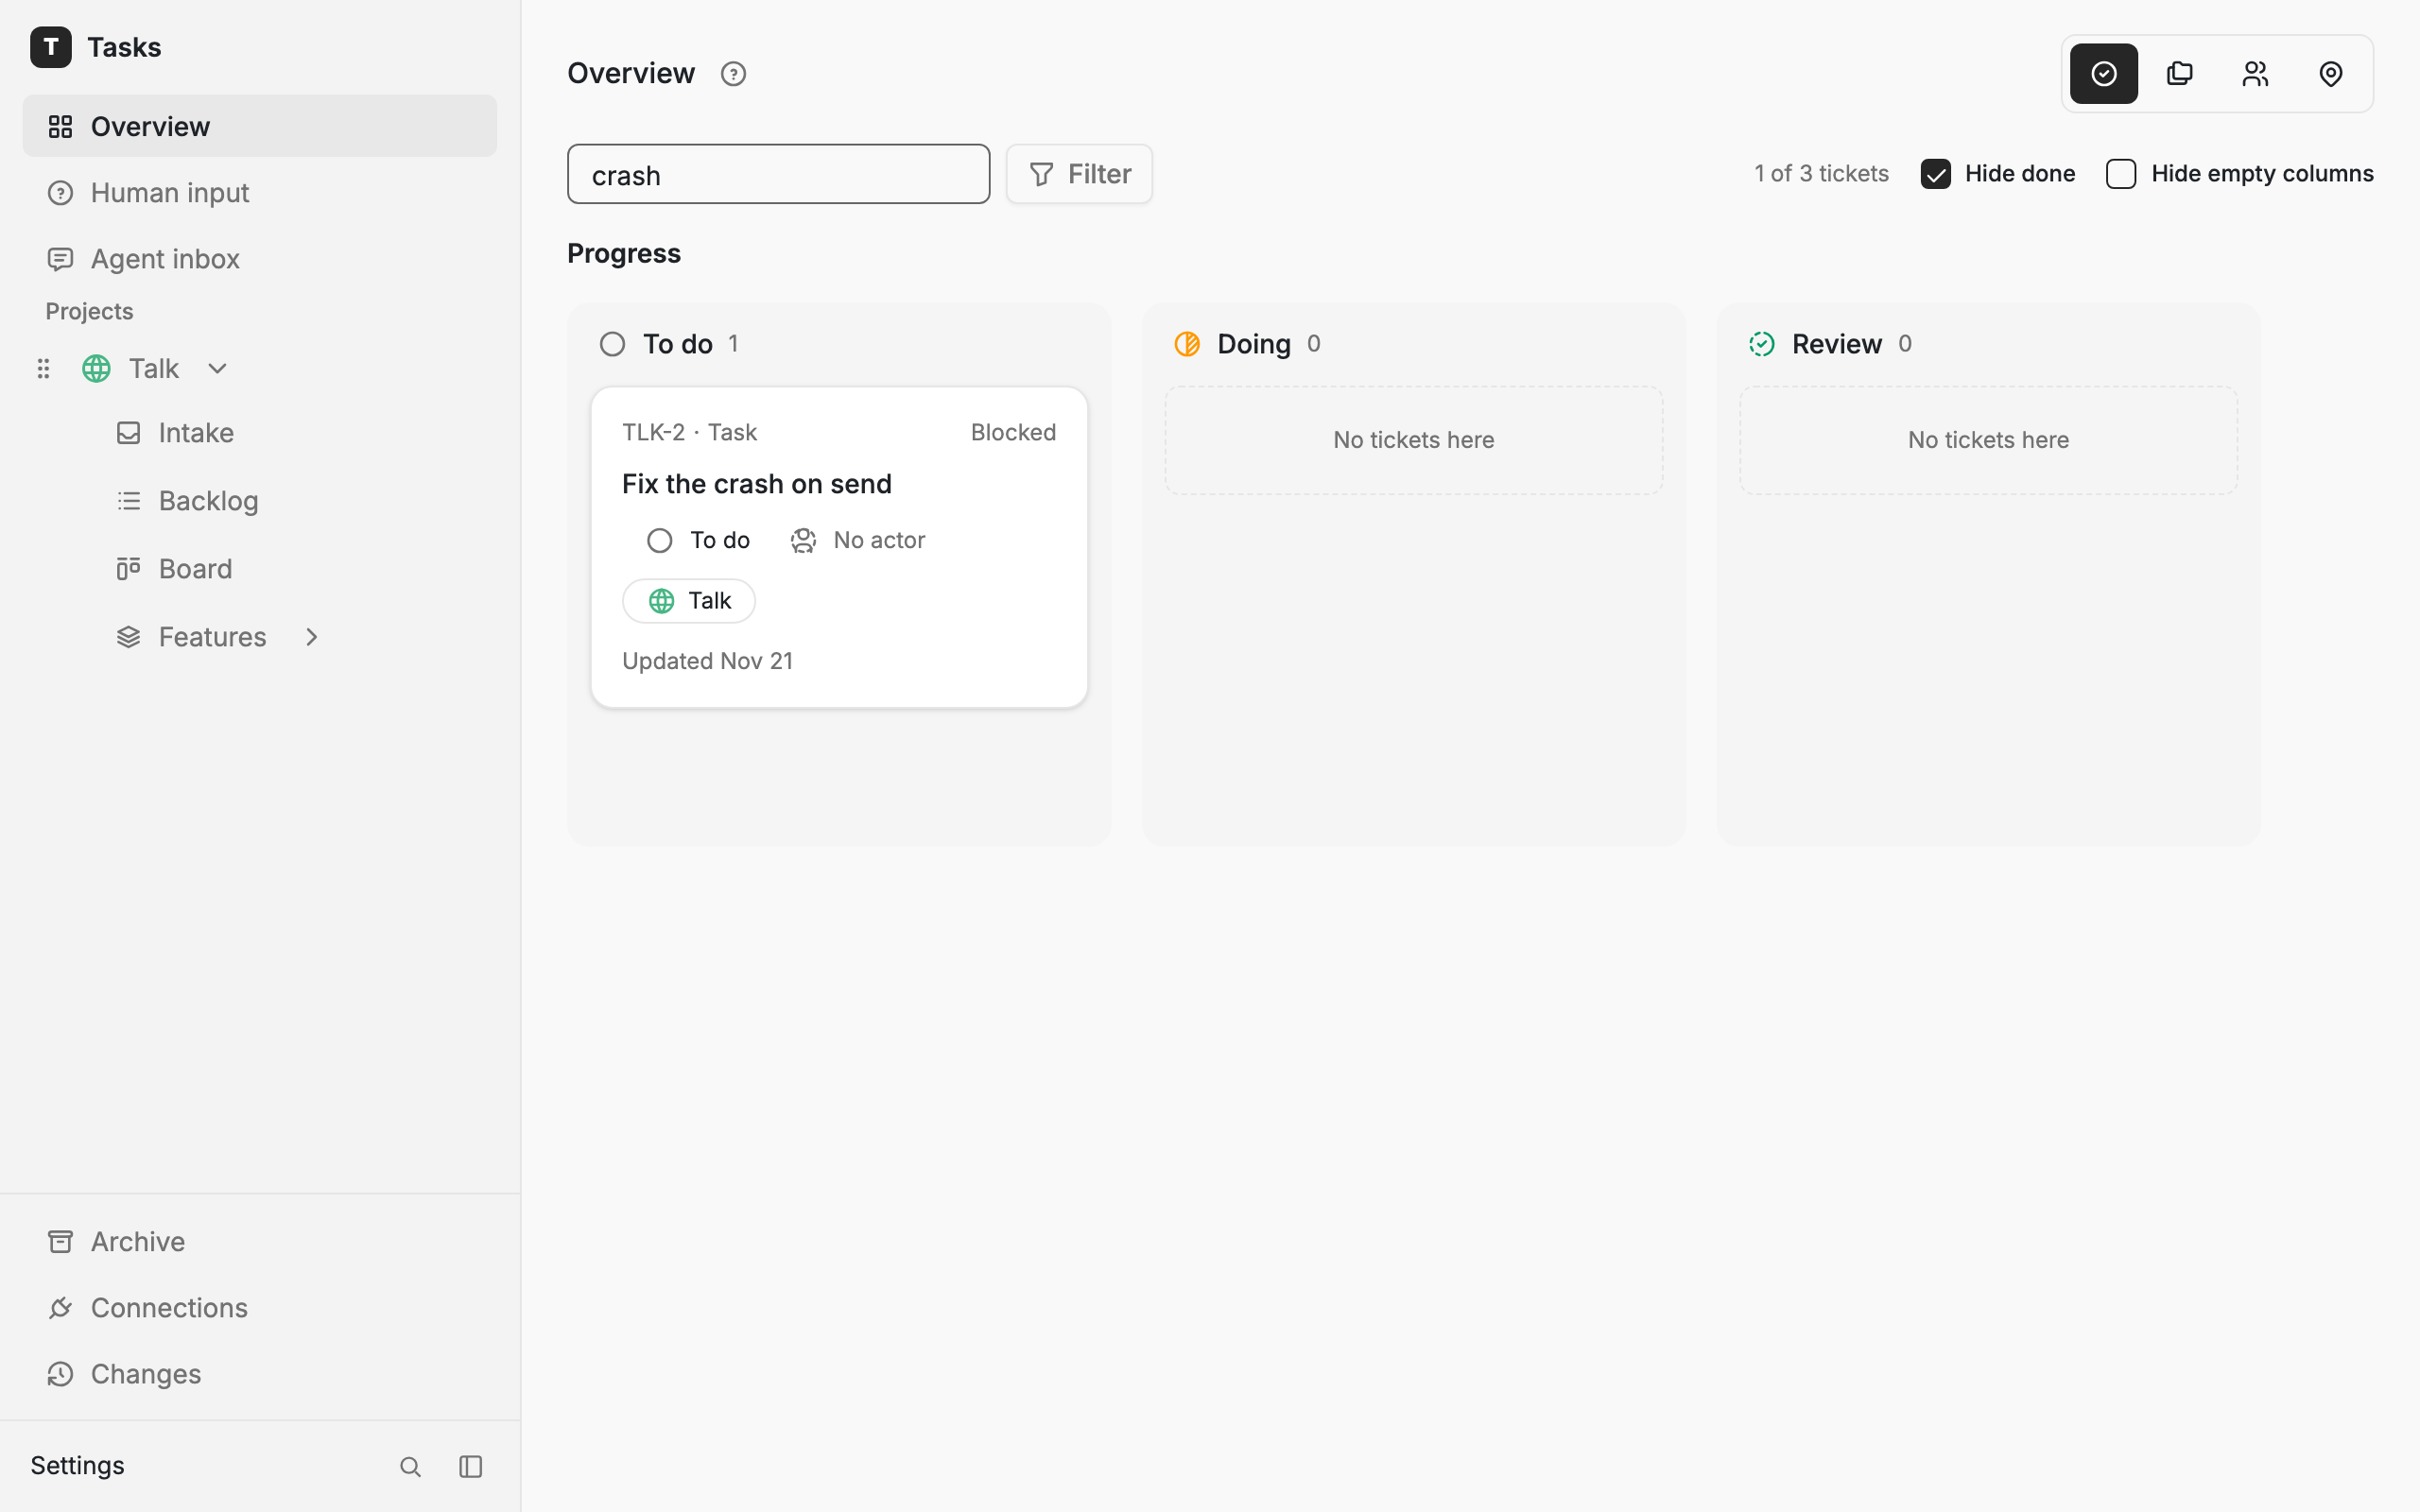 T Tasks
Overview
Human input
Agent inbox
Projects
Talk
Intake
Backlog
Board
Features
Archive
Connections
Changes
Settings
Overview
crash
Filter
1 of 3 tickets
Hide done
Hide empty columns
Progress
To do 1
TLK-2 · Task
Blocked
Fix the crash on send
To do
No actor
Talk
Updated Nov 21
Doing 0
No tickets here
Review 0
No tickets here